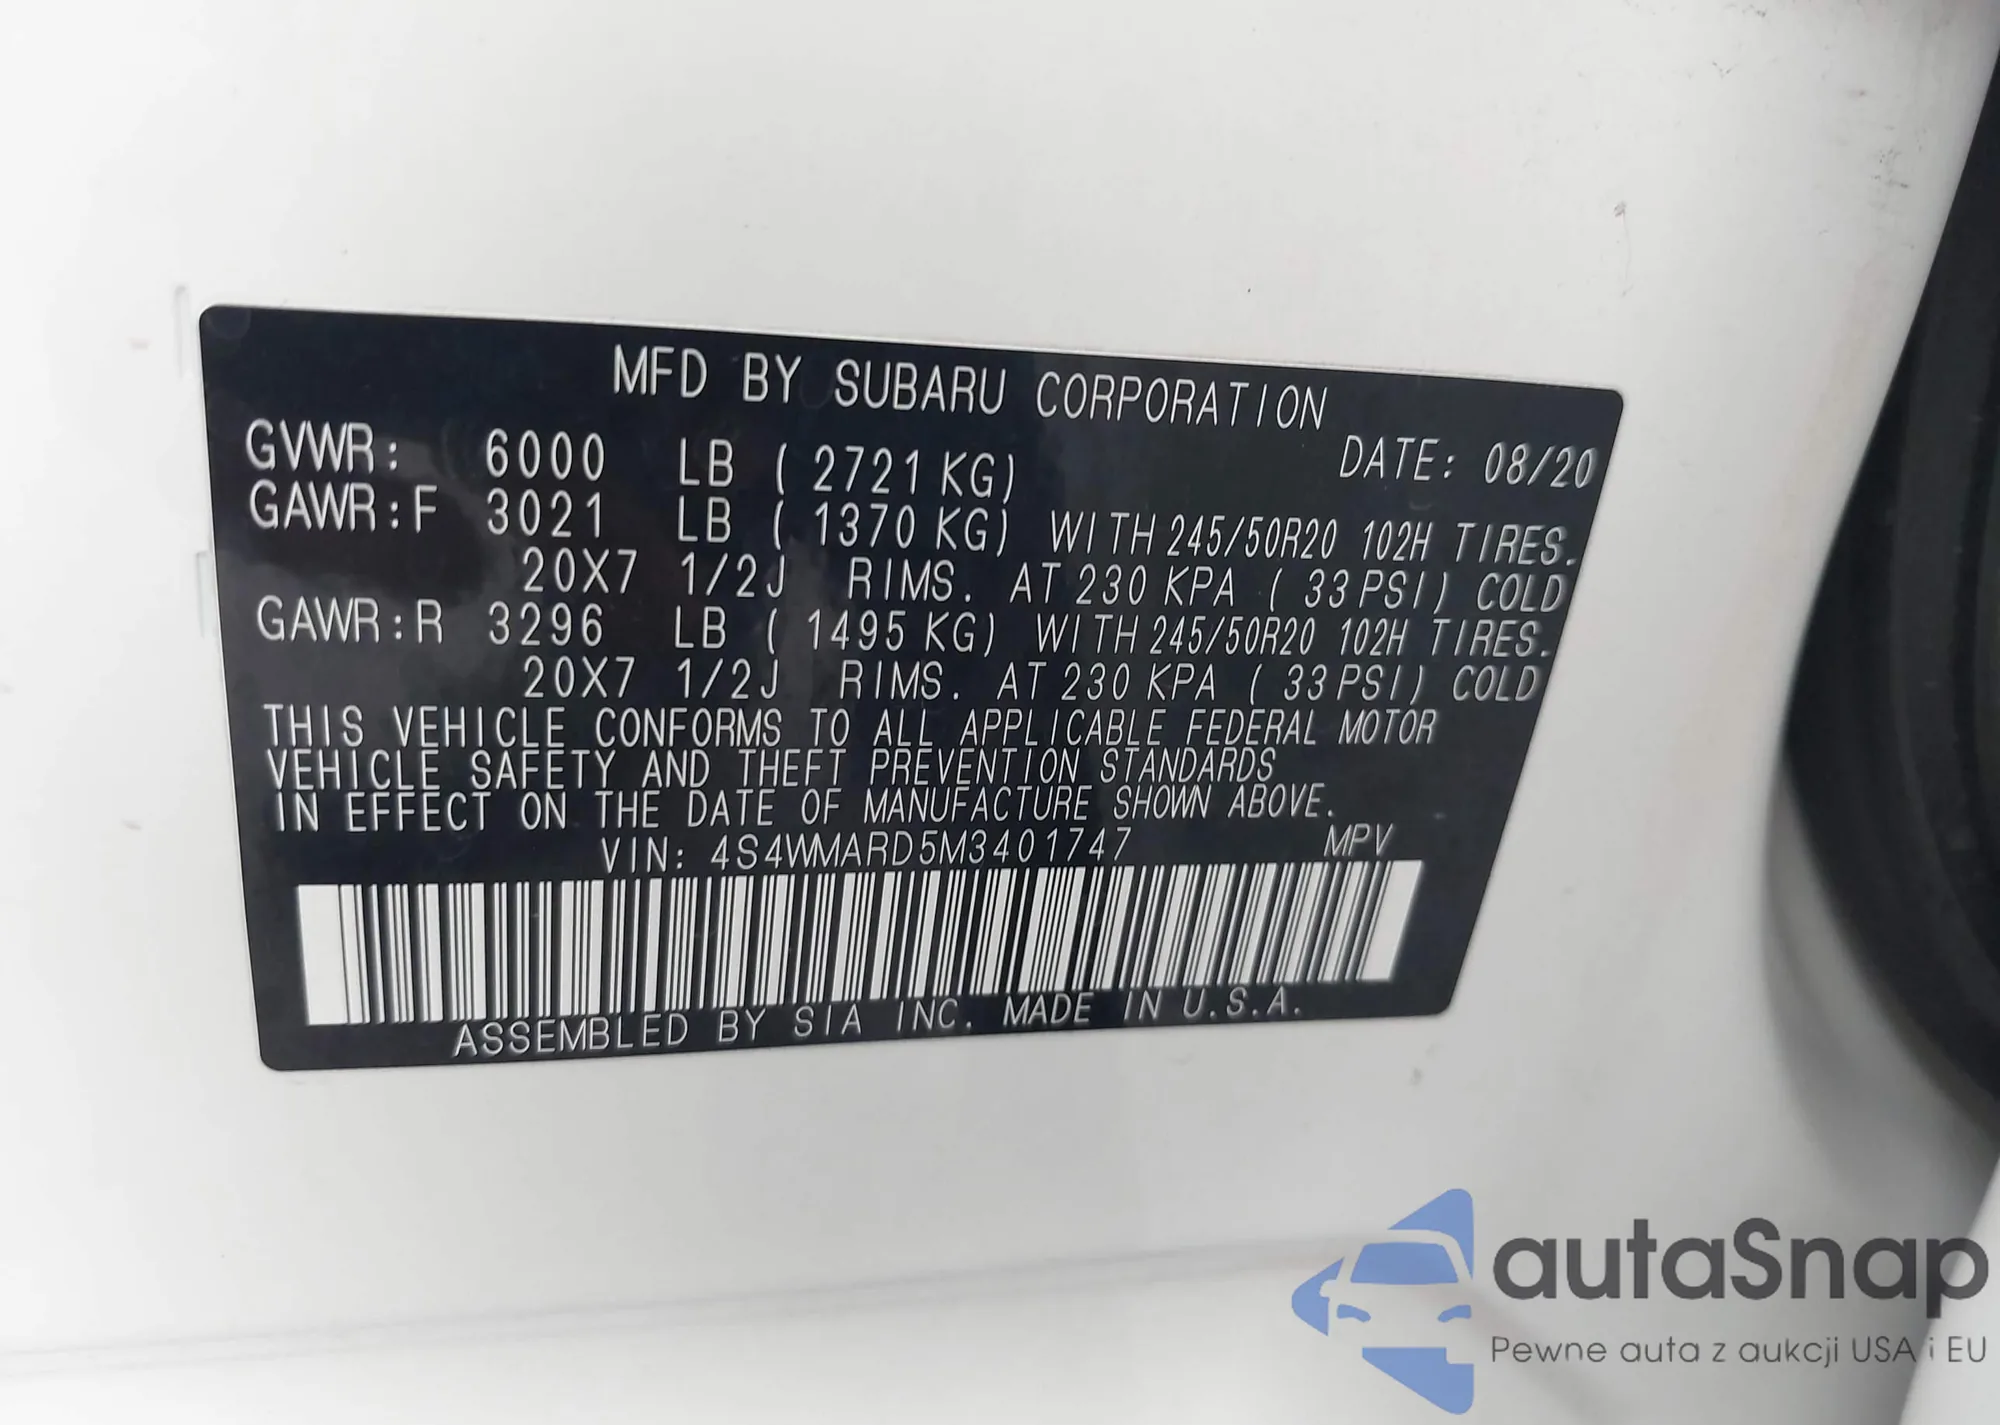 MFD BY SUBARU CORPORATION
GVWR: 6000 LB ( 2721 KG) DATE: 08/20
GAWR:F 3021 LB ( 1370 KG) WITH 245/50R20 102H TIRES.
20X7 1/2J RIMS. AT 230 KPA ( 33 PSI) COLD
GAWR:R 3296 LB ( 1495 KG) WITH 245/50R20 102H TIRES.
20X7 1/2J RIMS. AT 230 KPA ( 33 PSI) COLD
THIS VEHICLE CONFORMS TO ALL APPLICABLE FEDERAL MOTOR
VEHICLE SAFETY AND THEFT PREVENTION STANDARDS
IN EFFECT ON THE DATE OF MANUFACTURE SHOWN ABOVE.
VIN: 4S4WMARD5M3401747 MPV
ASSEMBLED BY SIA INC. MADE IN U.S.A.
autaSnap
Pewne auta z aukcji USA i EU